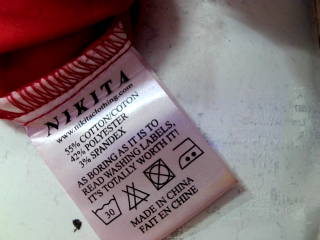 NIKITA
www.nikitaclothing.com
55% COTTON/COTON
42% POLYESTER
3% SPANDEX
AS BORING AS IT IS TO
READ WASHING LABELS,
IT'S TOTALLY WORTH IT!
30
MADE IN CHINA
FAIT EN CHINE